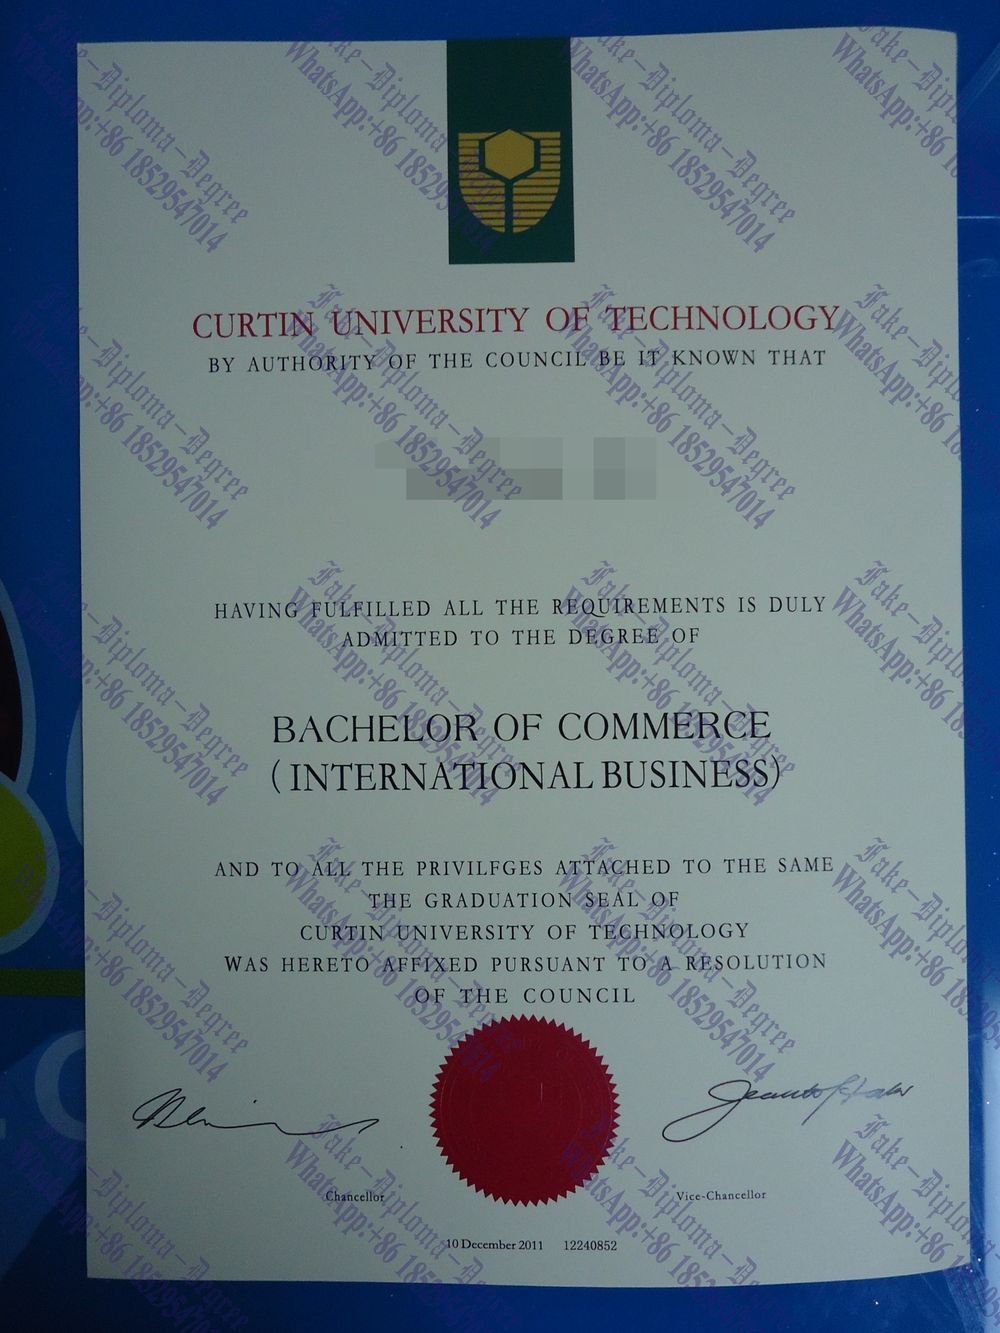 CURTIN UNIVERSITY OF TECHNOLOGY
BY AUTHORITY OF THE COUNCIL BE IT KNOWN THAT
HAVING FULFILLED ALL THE REQUIREMENTS IS DULY
ADMITTED TO THE DEGREE OF
BACHELOR OF COMMERCE
(INTERNATIONAL BUSINESS)
AND TO ALL THE PRIVILFGES ATTACHED TO THE SAME
THE GRADUATION SEAL OF
CURTIN UNIVERSITY OF TECHNOLOGY
WAS HERETO AFFIXED PURSUANT TO A RESOLUTION
OF THE COUNCIL
Chancellor
Vice-Chancellor
10 December 2011 12240852
Fake-Diploma-Degree
WhatsApp:+86 18529547014